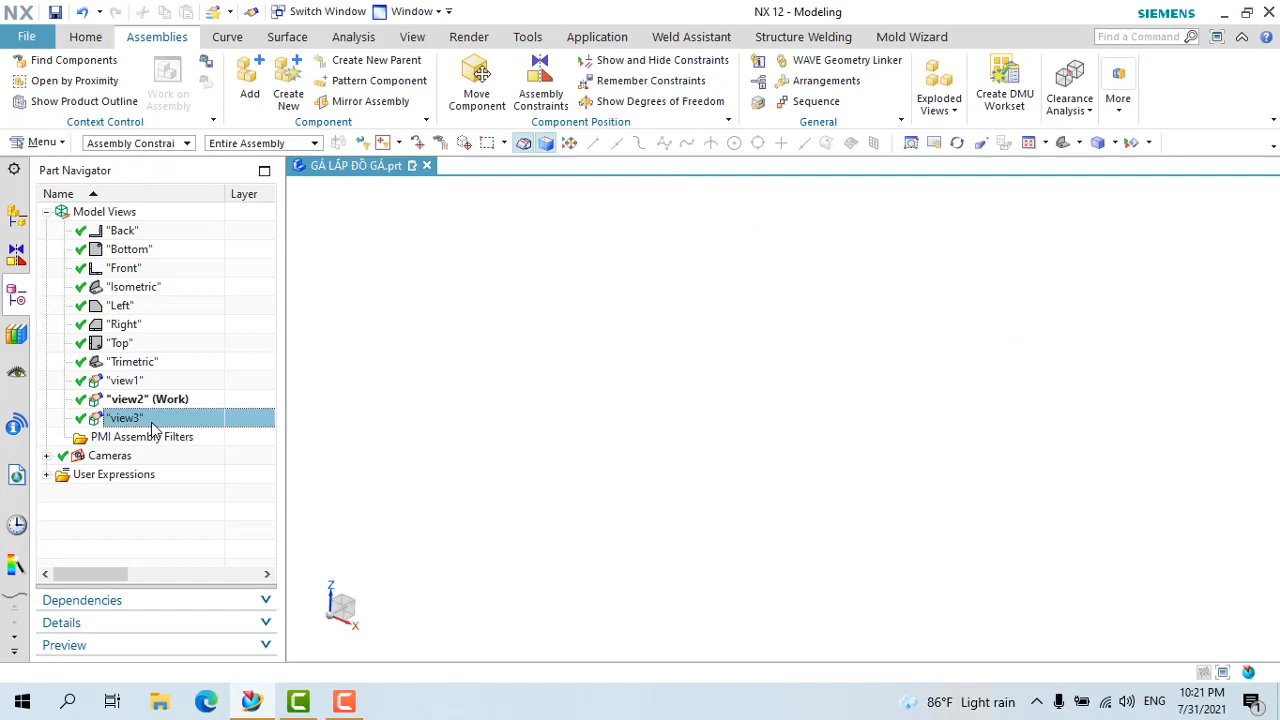 NX Switch Window Window NX 12 - Modeling SIEMENS
File Home Assemblies Curve Surface Analysis View Render Tools Application Weld Assistant Structure Welding Mold Wizard Find a Command
Find Components
Open by Proximity
Show Product Outline
Work on Assembly
Context Control
Add
Create New
Create New Parent
Pattern Component
Mirror Assembly
Component
Move Component
Assembly Constraints
Show and Hide Constraints
Remember Constraints
Show Degrees of Freedom
Component Position
WAVE Geometry Linker
Arrangements
Sequence
General
Exploded Views
Create DMU Workset
Clearance Analysis
More
Menu Assembly Constrai Entire Assembly
Part Navigator
GÁ LẮP ĐỒ GÁ.prt
Name Layer
Model Views
"Back"
"Bottom"
"Front"
"Isometric"
"Left"
"Right"
"Top"
"Trimetric"
"view1"
"view2" (Work)
"view3"
PMI Assembly Filters
Cameras
User Expressions
Z
X
Dependencies
Details
Preview
86°F Light rain ENG 10:21 PM
7/31/2021
1